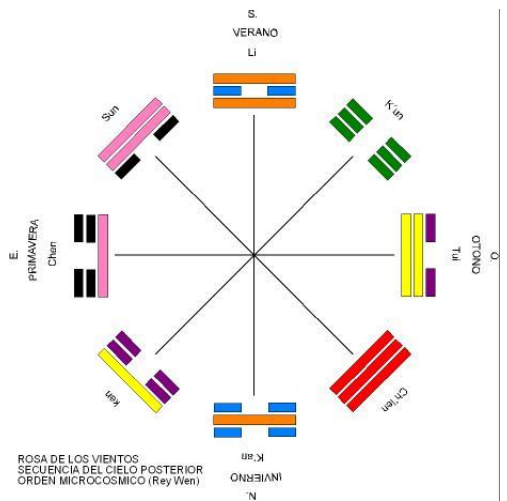 S.
VERANO
Li
Sun
K'un
E.
PRIMAVERA
Chen
Tui
OTONO
O.
ken
Ch'ien
K'an
INVIERNO
N.
ROSA DE LOS VIENTOS
SECUENCIA DEL CIELO POSTERIOR
ORDEN MICROCOSMICO (Rey Wen)